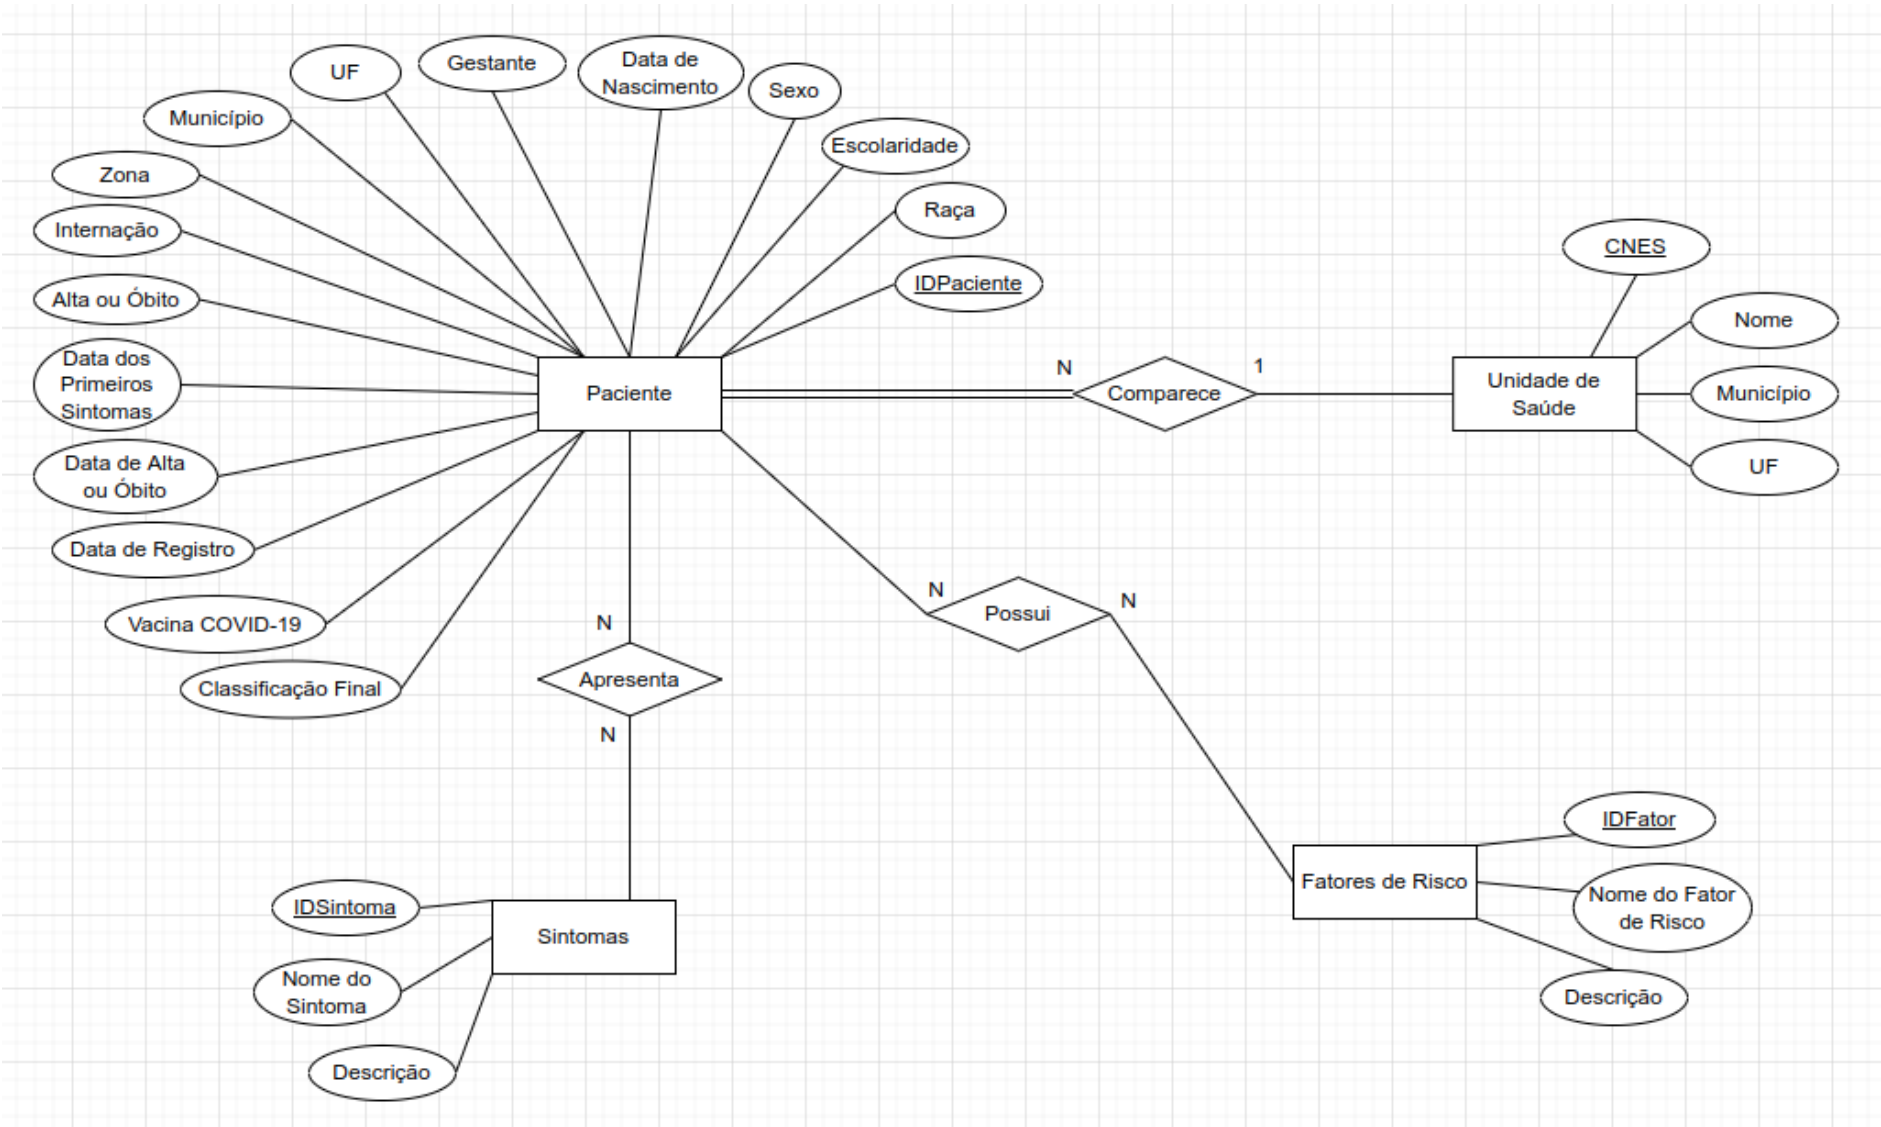 UF
Gestante
Data de
Nascimento
Sexo
Município
Escolaridade
Zona
Raça
Internação
IDPaciente
CNES
Alta ou Óbito
Nome
Data dos
Primeiros
Sintomas
Paciente
N
Comparece
1
Unidade de
Saúde
Município
Data de Alta
ou Óbito
UF
Data de Registro
N
Possui
N
Vacina COVID-19
N
Classificação Final
Apresenta
N
IDFator
Fatores de Risco
Nome do Fator
de Risco
IDSintoma
Sintomas
Nome do
Sintoma
Descrição
Descrição